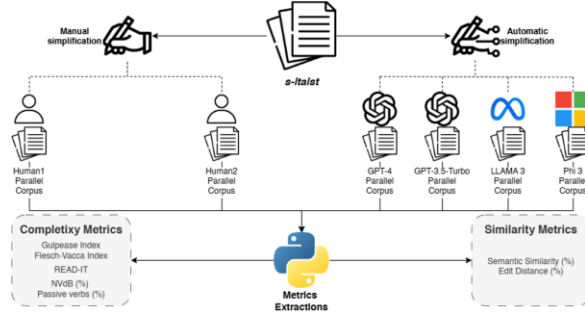 Manual
simplification
s-ItaIst
Automatic
simplification
Human1
Parallel
Corpus
Human2
Parallel
Corpus
GPT-4
Parallel
Corpus
GPT-3.5-Turbo
Parallel
Corpus
LLAMA 3
Parallel
Corpus
Phi 3
Parallel
Corpus
Completixy Metrics
Gulpease Index
Flesch-Vacca Index
READ-IT
NVdB (%)
Passive verbs (%)
Metrics
Extractions
Similarity Metrics
Semantic Similarity (%)
Edit Distance (%)